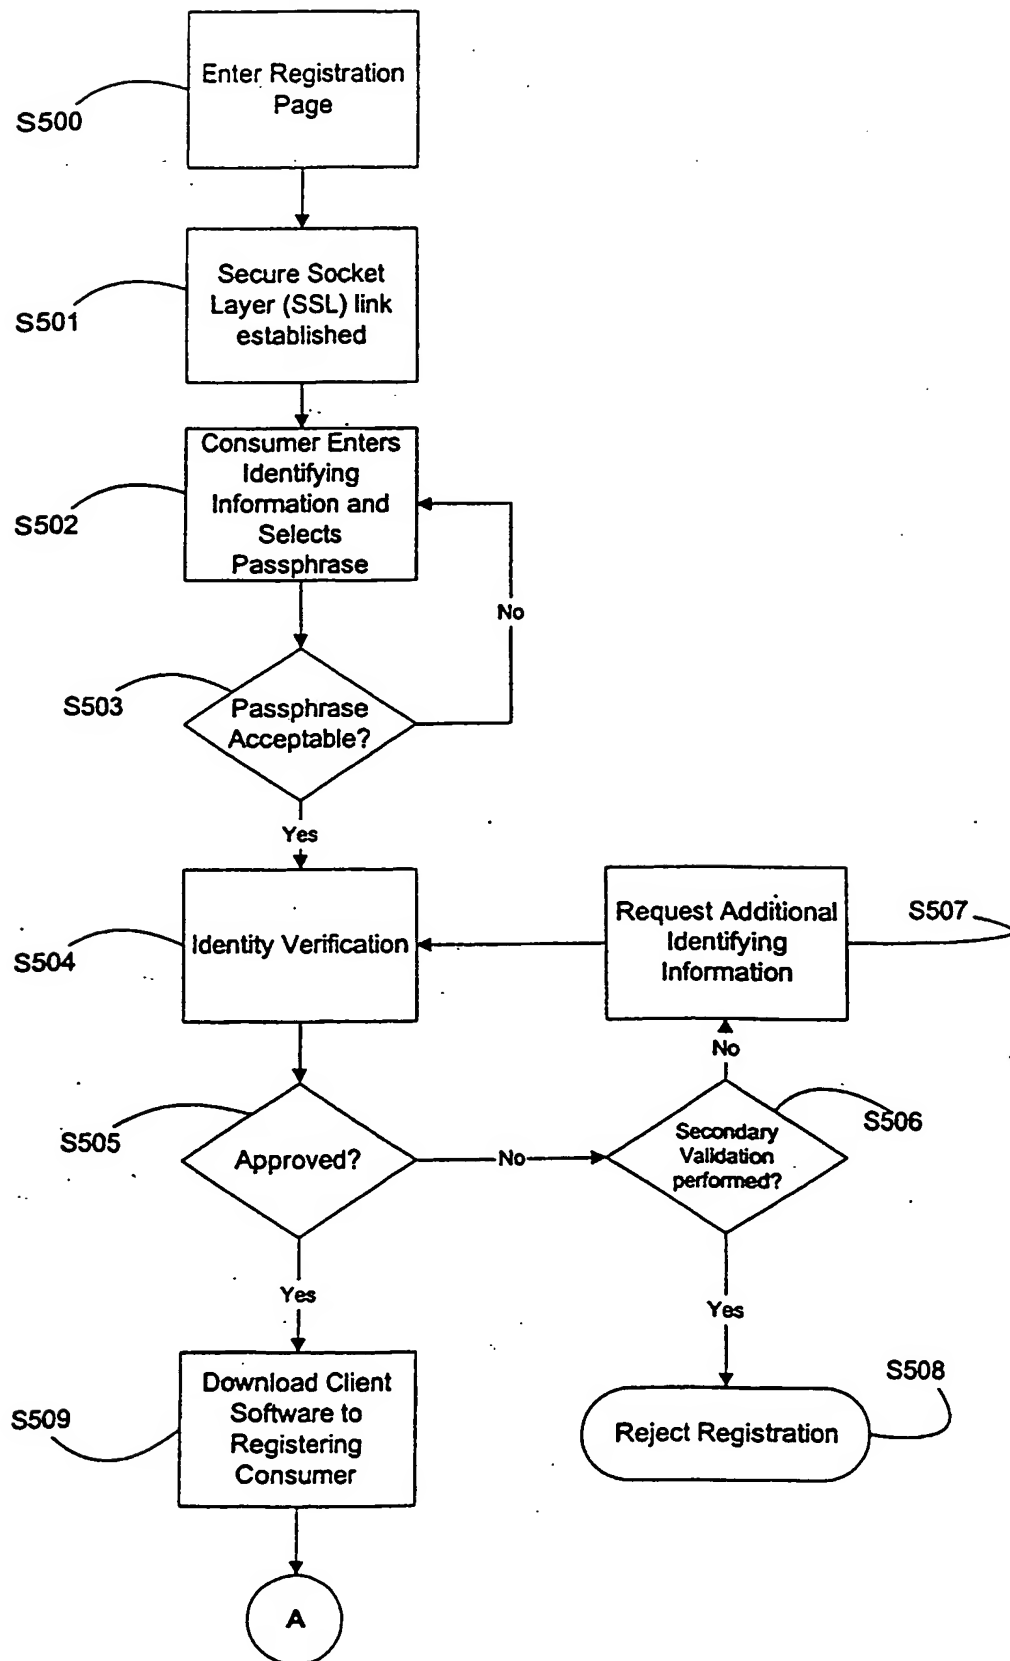 Enter Registration
Page
S500
Secure Socket
Layer (SSL) link
established
S501
Consumer Enters
Identifying
Information and
Selects
Passphrase
S502
No
S503
Passphrase
Acceptable?
Yes
Identity Verification
S504
Request Additional
Identifying
Information
S507
No
S505
Approved?
No
Secondary
Validation
performed?
S506
Yes
Yes
Download Client
Software to
Registering
Consumer
S509
Reject Registration
S508
A